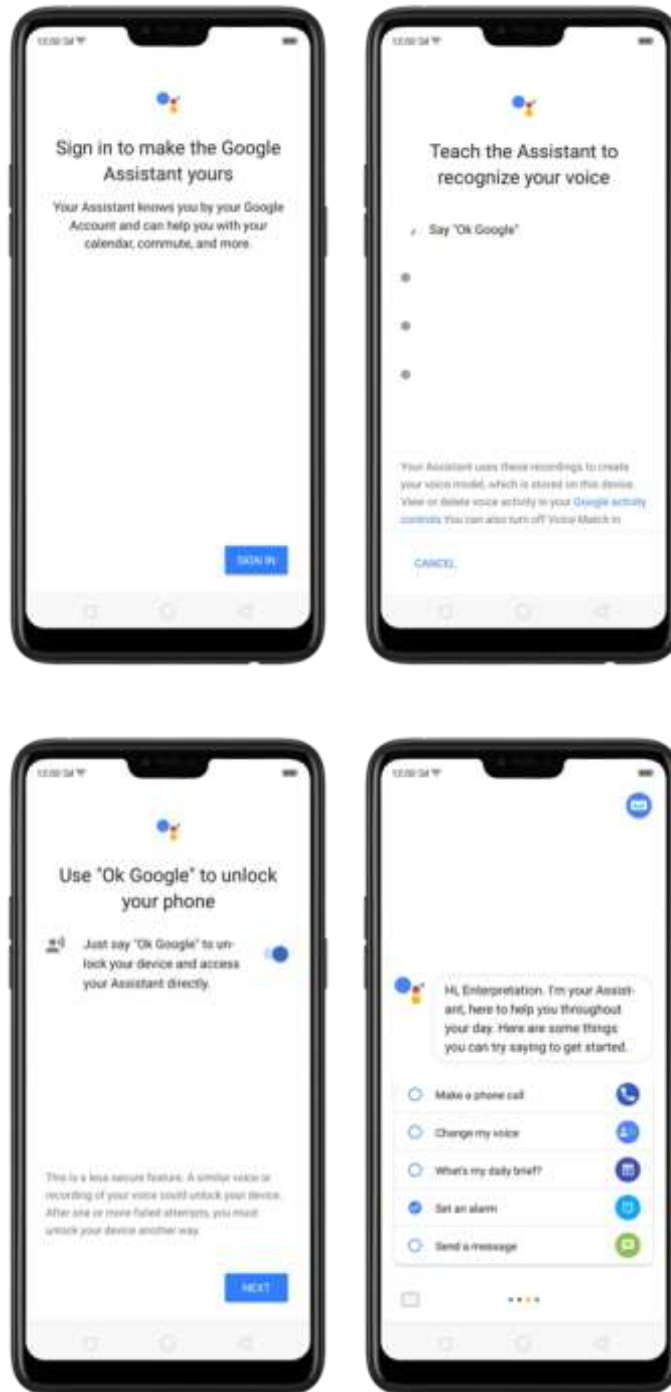 Sign in to make the Google
Assistant yours
Your Assistant knows you by your Google
Account and can help you with your
calendar, commute, and more.
SIGN IN
Teach the Assistant to
recognize your voice
Say "Ok Google"
Your Assistant uses these recordings to create
your voice model, which is stored on this device.
View or delete voice activity in your Google activity
controls You can also turn off Voice Match in
CANCEL
Use "Ok Google" to unlock
your phone
Just say "Ok Google" to un-
lock your device and access
your Assistant directly.
This is a less secure feature. A similar voice or
recording of your voice could unlock your device.
After one or more failed attempts, you must
unlock your device another way.
NEXT
Hi, Enterpretation. I'm your Assist-
ant, here to help you throughout
your day. Here are some things
you can try saying to get started.
Make a phone call
Change my voice
What's my daily brief?
Set an alarm
Send a message